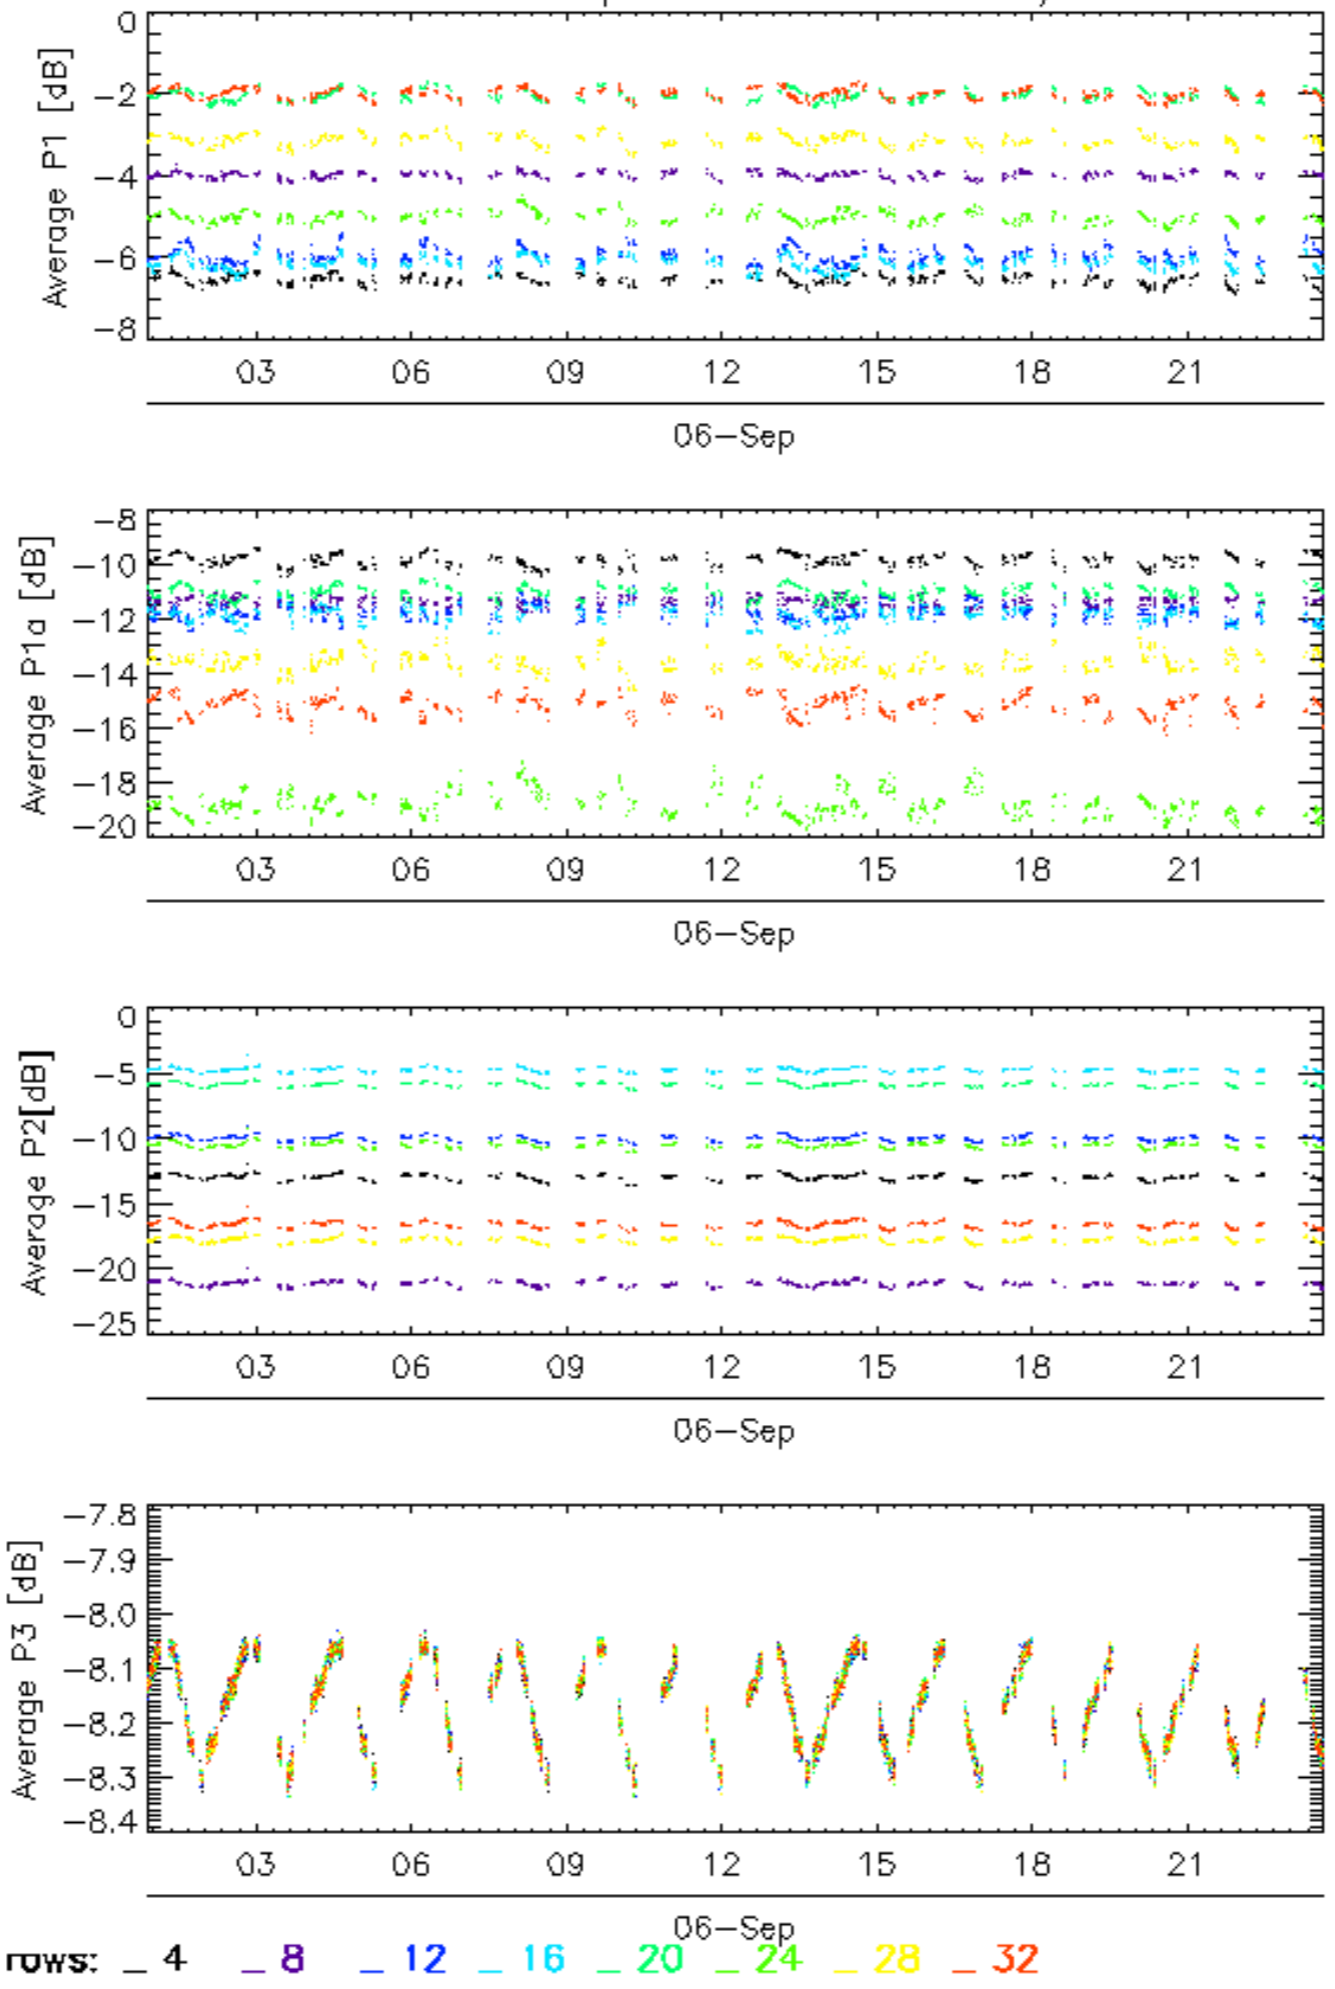 0
−2
−4
−6
−8
Average P1 [dB]
03 06 09 12 15 18 21
06−Sep
−8
−10
−12
−14
−16
−18
−20
Average P1a [dB]
03 06 09 12 15 18 21
06−Sep
0
−5
−10
−15
−20
−25
Average P2[dB]
03 06 09 12 15 18 21
06−Sep
−7.8
−7.9
−8.0
−8.1
−8.2
−8.3
−8.4
Average P3 [dB]
03 06 09 12 15 18 21
06−Sep
rows: _ 4 _ 8 _ 12 _ 16 _ 20 _ 24 _ 28 _ 32